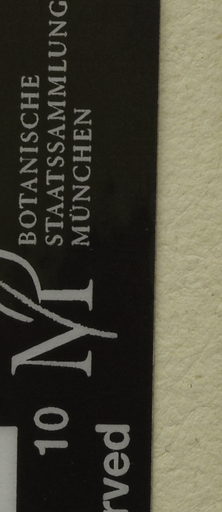 BOTANISCHE
STAATSSAMMLUNG
MÜNCHEN
M
10
rved